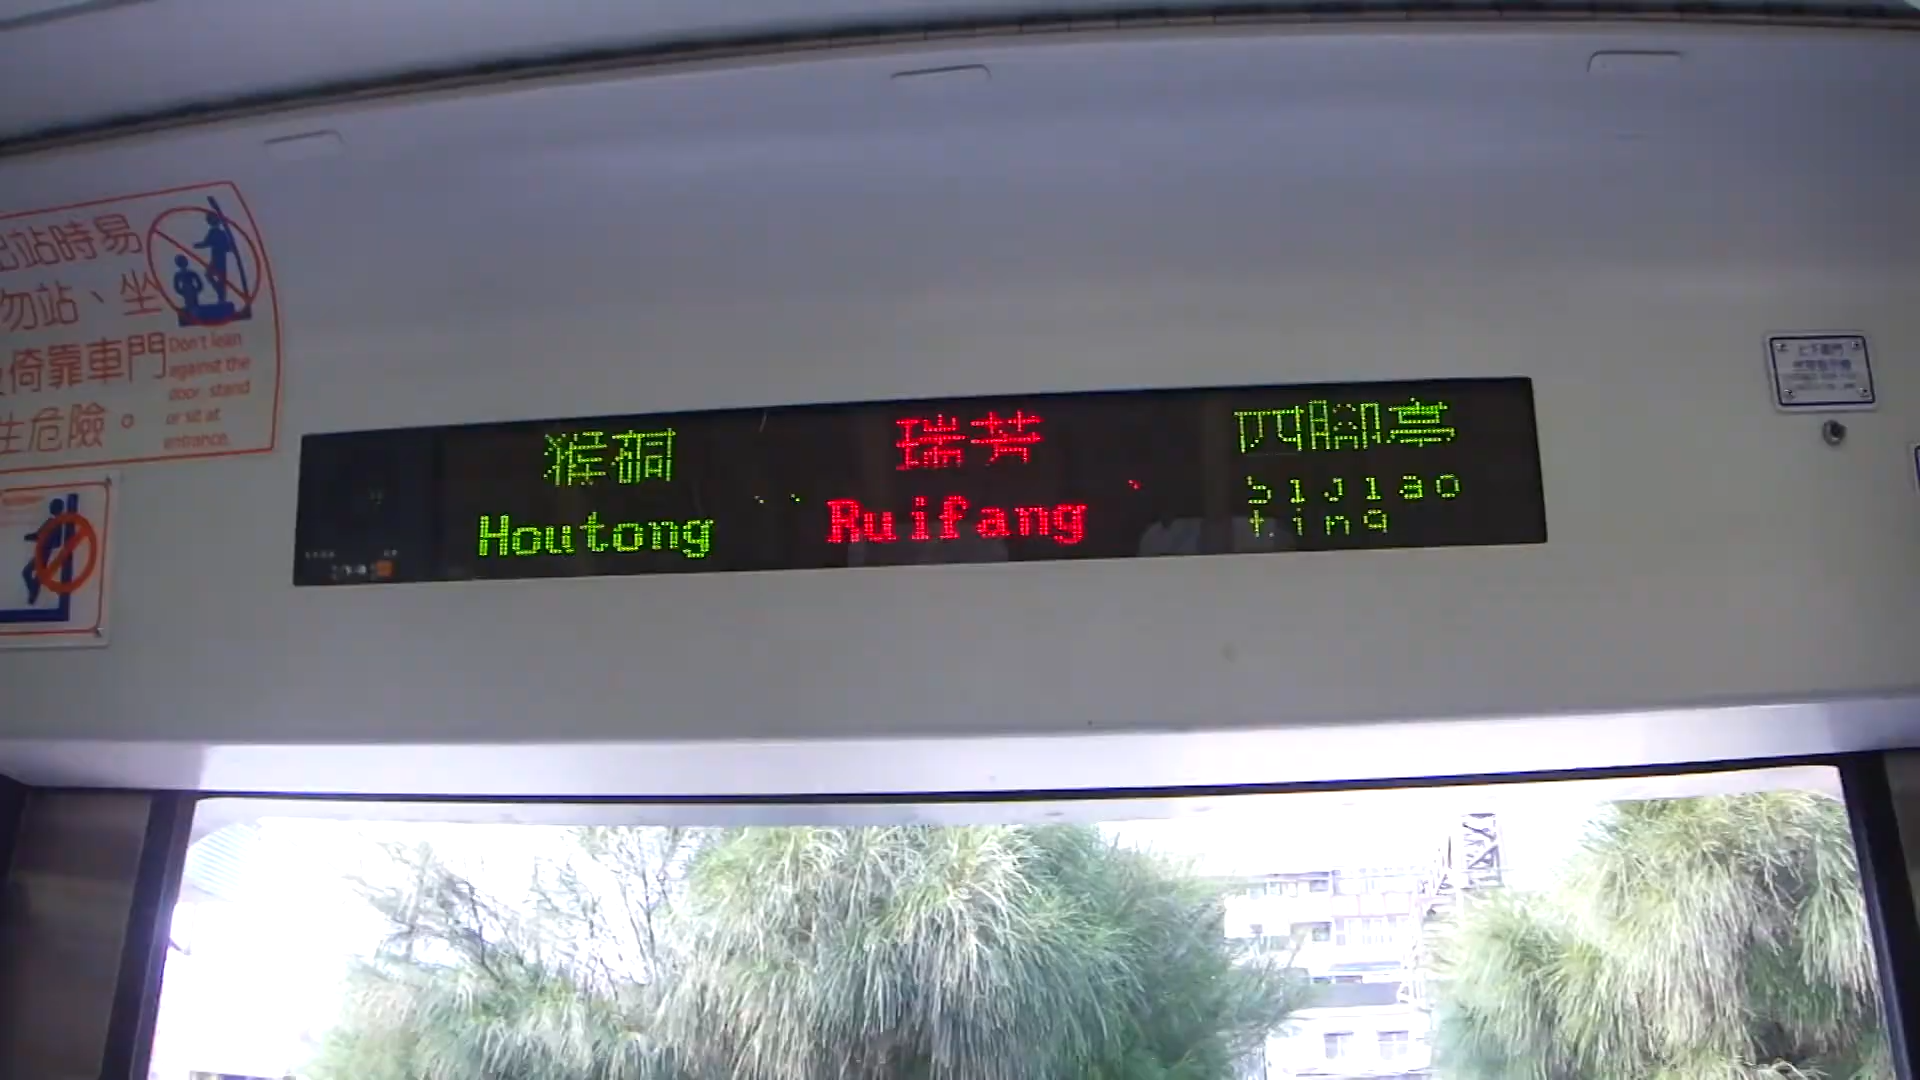 出站時易
勿站、坐
倚靠車門
生危險。
Don't lean
against the
door, stand
or sit at
entrance.
猴硐
Houtong
瑞芳
Ruifang
四腳亭
Sijiao
ting